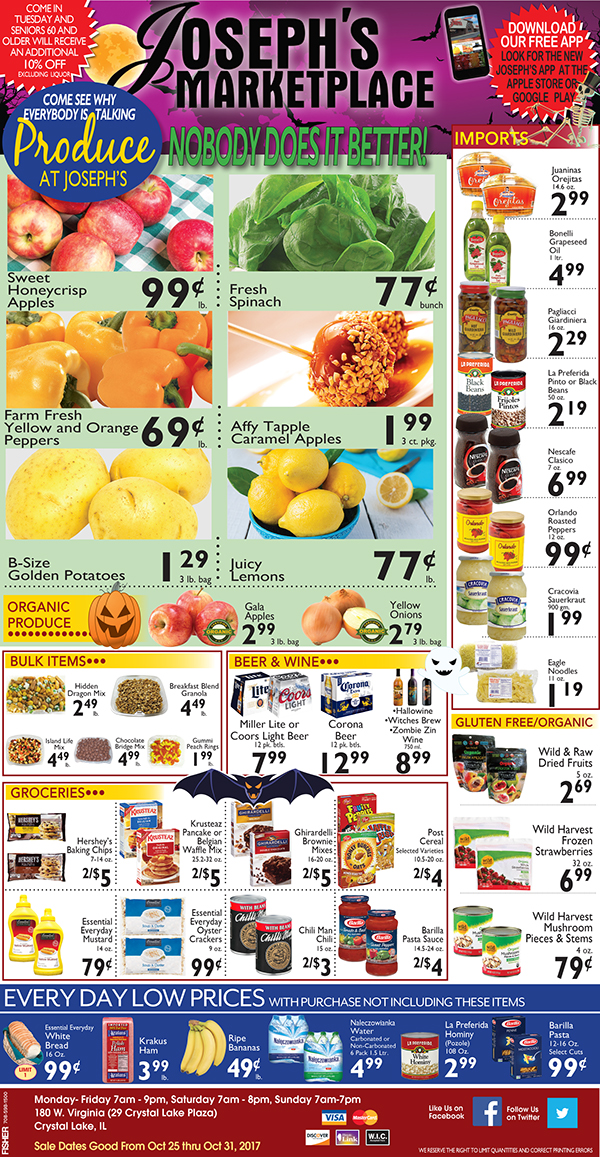 COME IN
TUESDAY AND
SENIORS 60 AND
OLDER WILL RECEIVE
AN ADDITIONAL
10% OFF
EXCLUDING LIQUOR
JOSEPH'S
MARKETPLACE
DOWNLOAD
OUR FREE APP
LOOK FOR THE NEW
JOSEPH'S APP AT THE
APPLE STORE OR
GOOGLE PLAY
COME SEE WHY
EVERYBODY IS TALKING
Produce
AT JOSEPH'S
NOBODY DOES IT BETTER!
Sweet
Honeycrisp
Apples
99¢
lb.
Fresh
Spinach
77¢
bunch
Farm Fresh
Yellow and Orange
Peppers
69¢
lb.
Affy Tapple
Caramel Apples
1 99
3 ct. pkg.
B-Size
Golden Potatoes
1 29
3 lb. bag
Juicy
Lemons
77¢
lb.
ORGANIC
PRODUCE
ORGANIC
Gala
Apples
2 99
3 lb. bag
ORGANIC
Yellow
Onions
2 79
3 lb. bag
IMPORTS
Juaninas
Orejitas
14.6 oz.
2 99
Bonelli
Grapeseed
Oil
1 ltr.
4 99
Pagliacci
Giardiniera
16 oz.
2 29
La Preferida
Pinto or Black
Beans
50 oz.
2 19
Nescafe
Clasico
7 oz.
6 99
Orlando
Roasted
Peppers
12 oz.
99¢
Cracovia
Sauerkraut
900 gm.
1 99
Eagle
Noodles
11 oz.
1 19
BULK ITEMS•••
Hidden
Dragon Mix
2 49
lb.
Breakfast Blend
Granola
4 49
lb.
Island Life
Mix
4 49
lb.
Chocolate
Bridge Mix
4 99
lb.
Gummi
Peach Rings
1 99
lb.
BEER & WINE•••
Miller Lite or
Coors Light Beer
12 pk. btls.
7 99
Corona
Beer
12 pk. btls.
12 99
•Hallowine
•Witches Brew
•Zombie Zin
Wine
750 ml.
8 99
GROCERIES•••
Hershey's
Baking Chips
7-14 oz.
2/$5
Krusteaz
Pancake or
Belgian
Waffle Mix
25.2-32 oz.
2/$5
Ghirardelli
Brownie
Mixes
16-20 oz.
2/$5
Post
Cereal
Selected Varieties
10.5-20 oz.
2/$4
Essential
Everyday
Mustard
14 oz.
79¢
Essential
Everyday
Oyster
Crackers
9 oz.
99¢
Chili Man
Chili
15 oz.
2/$3
Barilla
Pasta Sauce
14.5-24 oz.
2/$4
GLUTEN FREE/ORGANIC
Wild & Raw
Dried Fruits
5 oz.
2 69
Wild Harvest
Frozen
Strawberries
32 oz.
6 99
Wild Harvest
Mushroom
Pieces & Stems
4 oz.
79¢
EVERY DAY LOW PRICES WITH PURCHASE NOT INCLUDING THESE ITEMS
LIMIT
1
Essential Everyday
White
Bread
16 Oz.
99¢
Krakus
Ham
3 99
lb.
Ripe
Bananas
49¢
lb.
Naleczowianka
Water
Carbonated or
Non-Carbonated
6 Pack 1.5 Ltr.
4 49
La Preferida
Hominy
(Pozole)
108 Oz.
2 99
Barilla
Pasta
12-16 Oz.
Select Cuts
99¢
Monday- Friday 7am - 9pm, Saturday 7am - 8pm, Sunday 7am-7pm
180 W. Virginia (29 Crystal Lake Plaza)
Crystal Lake, IL
Sale Dates Good From Oct 25 thru Oct 31, 2017
VISA
MasterCard
DISCOVER
Link
W.I.C.
Like Us on
Facebook
Follow Us
on Twitter
WE RESERVE THE RIGHT TO LIMIT QUANTITIES AND CORRECT PRINTING ERRORS
FISHER 708-598-1500